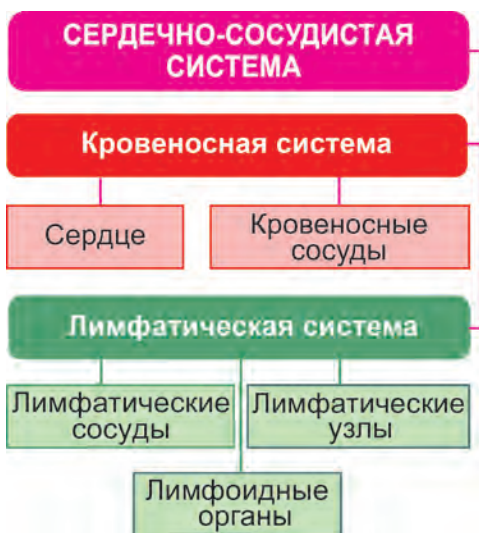 СЕРДЕЧНО-СОСУДИСТАЯ
СИСТЕМА
Кровеносная система
Сердце
Кровеносные
сосуды
Лимфатическая система
Лимфатические
сосуды
Лимфатические
узлы
Лимфоидные
органы